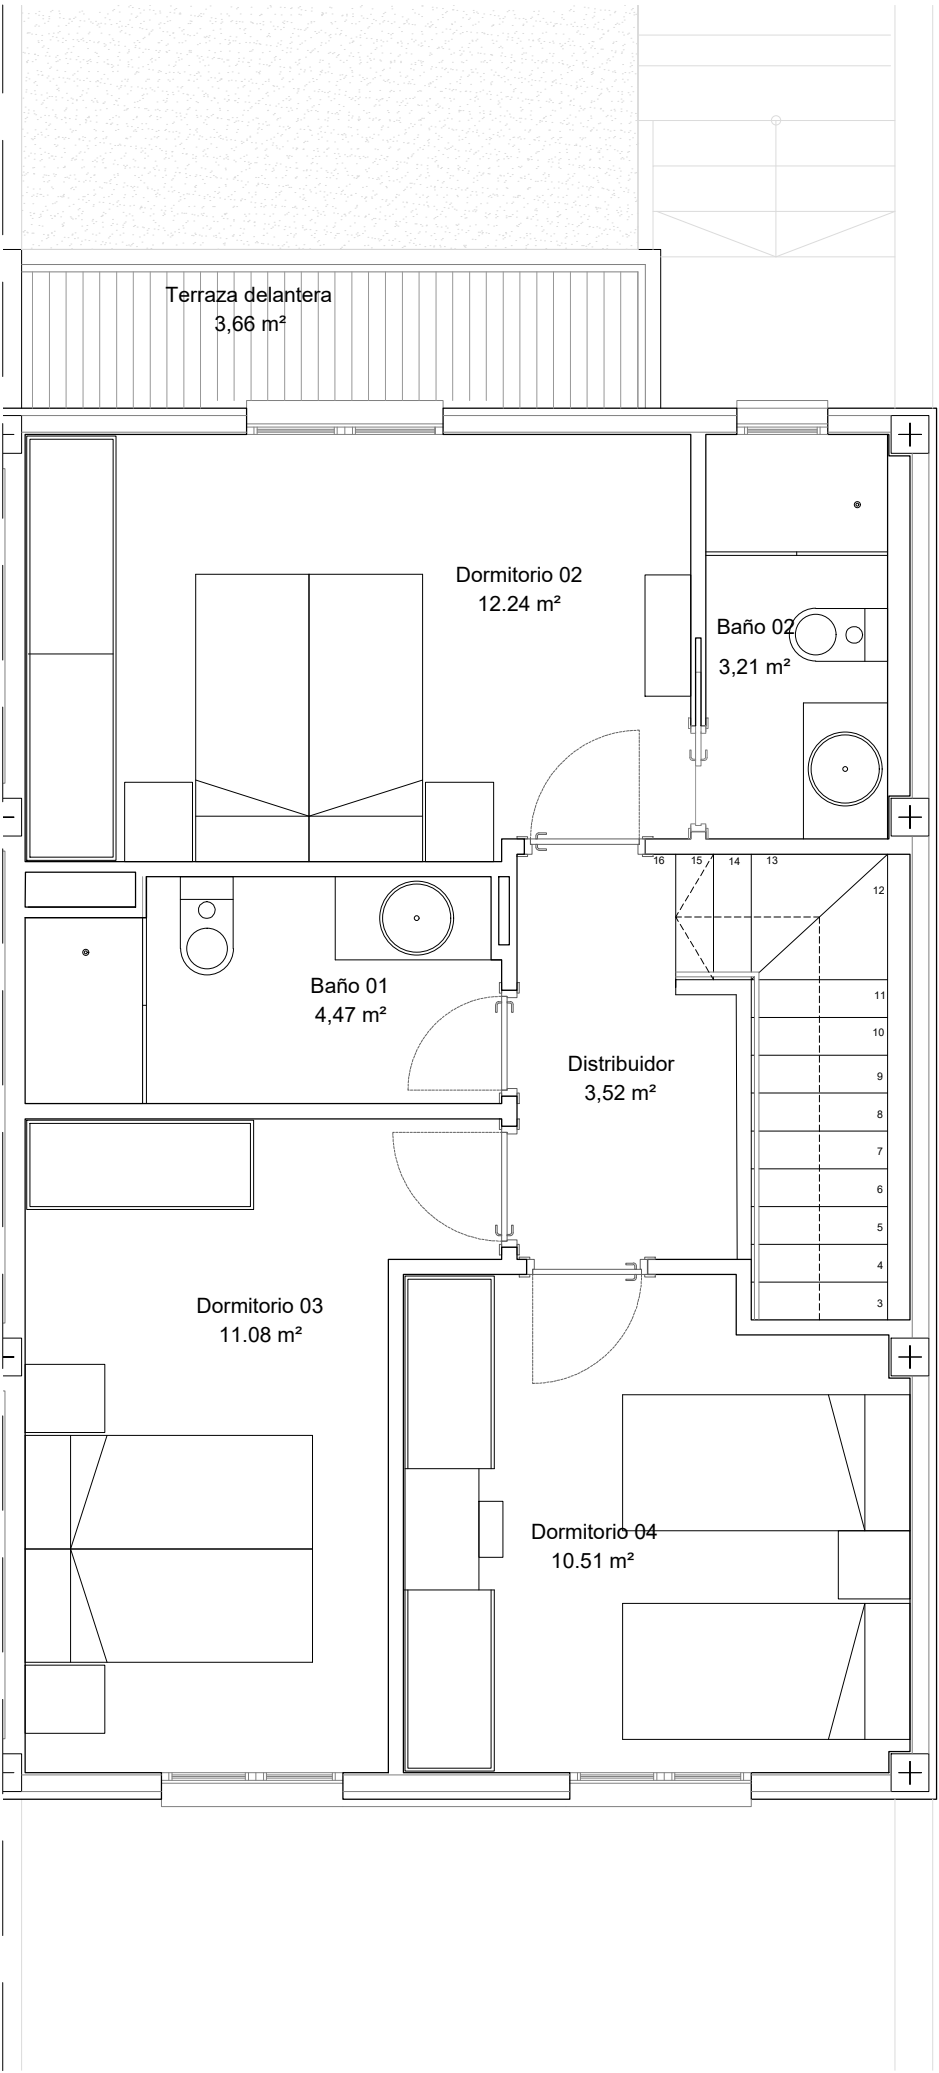 Terraza delantera
3,66 m²
Dormitorio 02
12.24 m²
Baño 02
3,21 m²
16 15 14 13
12
Baño 01
4,47 m²
11
10
Distribuidor
3,52 m²
9
8
7
6
5
4
3
Dormitorio 03
11.08 m²
Dormitorio 04
10.51 m²